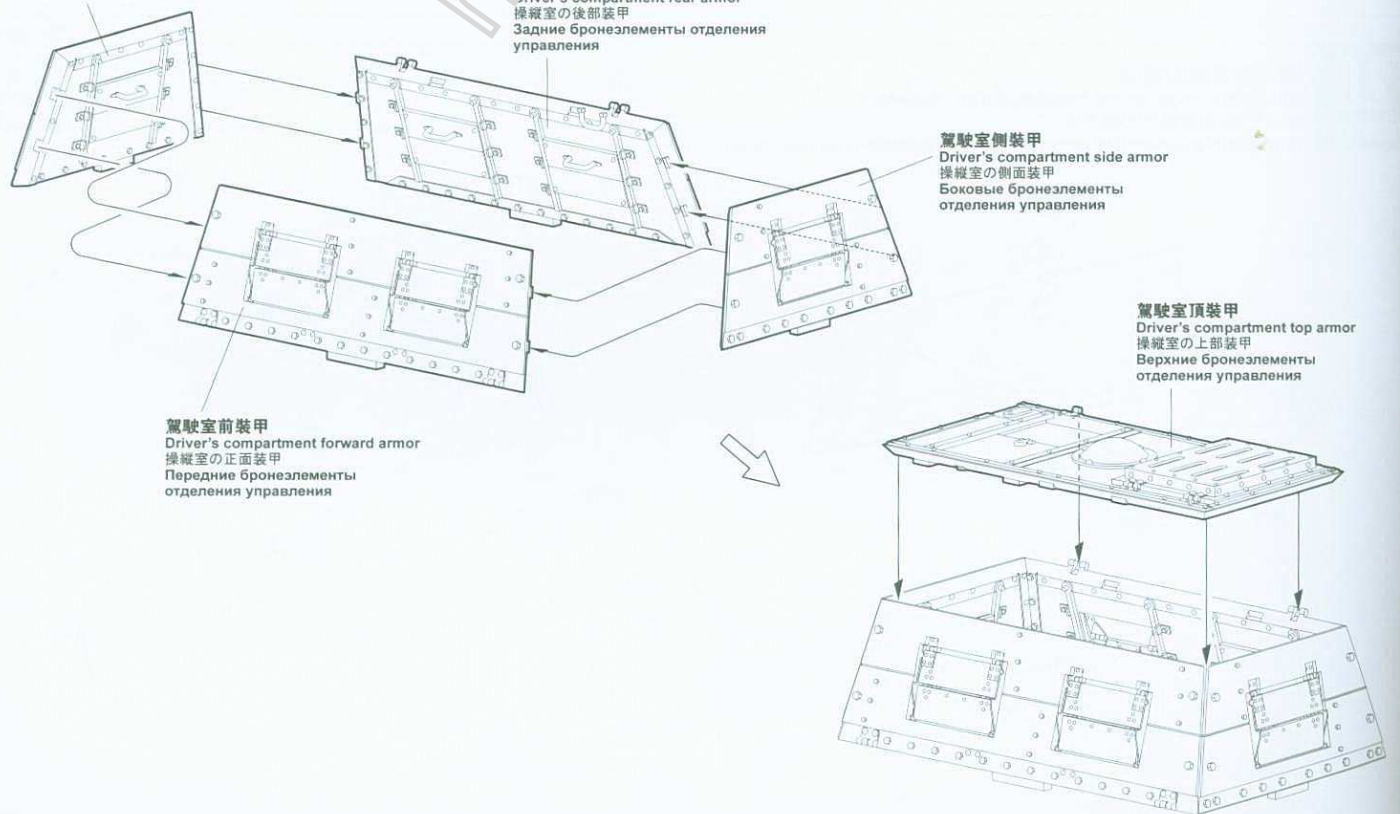 Driver's compartment rear armor
操縦室の後部装甲
Задние бронеэлементы отделения
управления
駕駛室側裝甲
Driver's compartment side armor
操縦室の側面装甲
Боковые бронеэлементы
отделения управления
駕駛室頂裝甲
Driver's compartment top armor
操縦室の上部装甲
Верхние бронеэлементы
отделения управления
駕駛室前裝甲
Driver's compartment forward armor
操縦室の正面装甲
Передние бронеэлементы
отделения управления